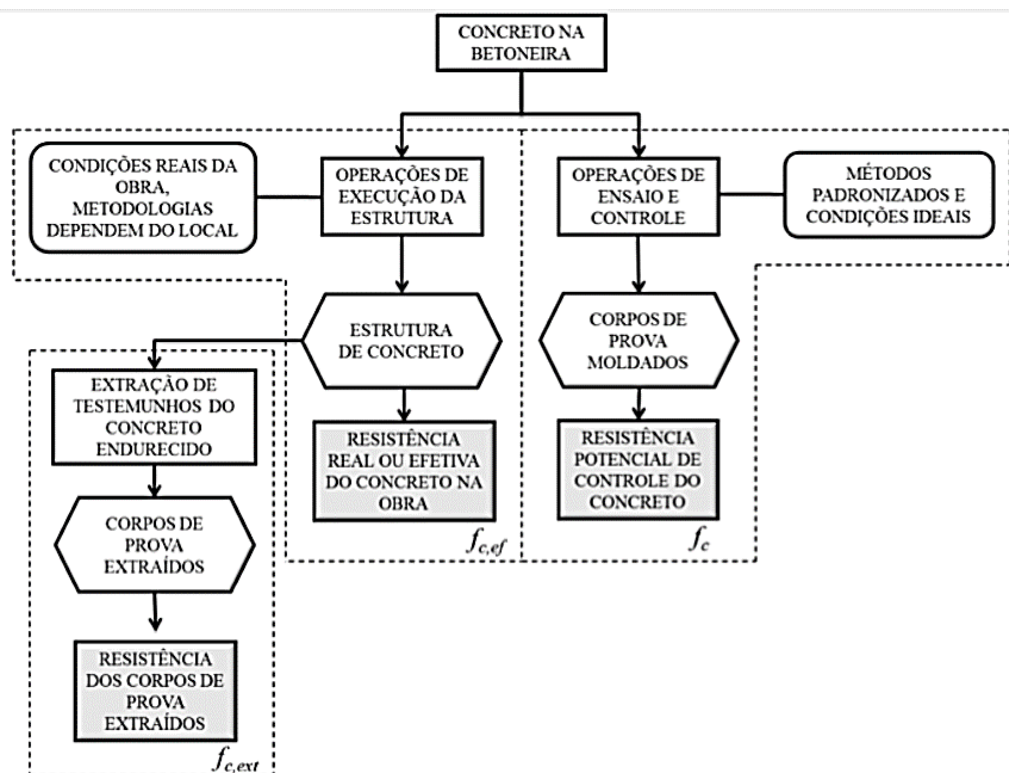 CONCRETO NA
BETONEIRA
CONDIÇÕES REAIS DA
OBRA,
METODOLOGIAS
DEPENDEM DO LOCAL
OPERAÇÕES DE
EXECUÇÃO DA
ESTRUTURA
OPERAÇÕES DE
ENSAIO E
CONTROLE
MÉTODOS
PADRONIZADOS E
CONDIÇÕES IDEAIS
ESTRUTURA
DE CONCRETO
CORPOS DE
PROVA
MOLDADOS
EXTRAÇÃO DE
TESTEMUNHOS DO
CONCRETO
ENDURECIDO
RESISTÊNCIA
REAL OU EFETIVA
DO CONCRETO NA
OBRA
f c,ef
RESISTÊNCIA
POTENCIAL DE
CONTROLE DO
CONCRETO
f c
CORPOS DE
PROVA
EXTRAÍDOS
RESISTÊNCIA
DOS CORPOS DE
PROVA
EXTRAÍDOS
f c,ext